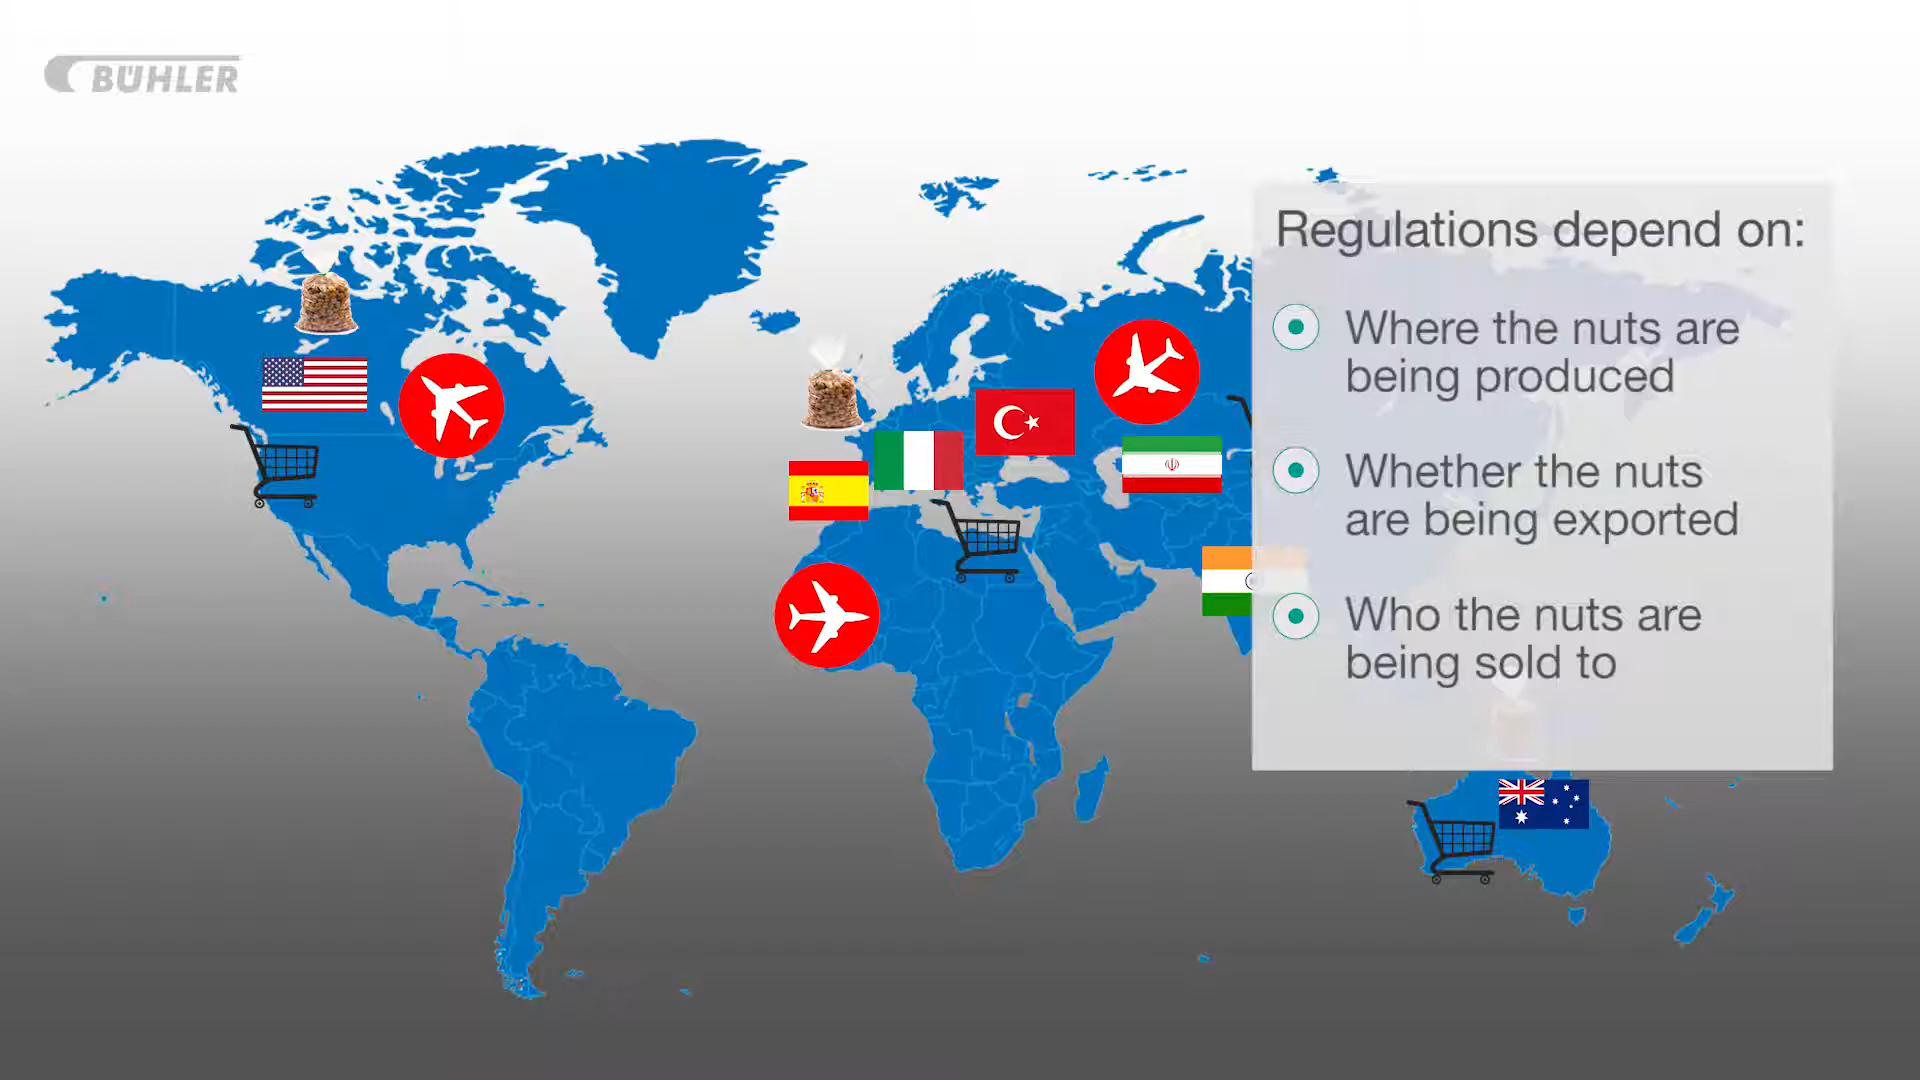 BÜHLER
Regulations depend on:
Where the nuts are
being produced
Whether the nuts
are being exported
Who the nuts are
being sold to